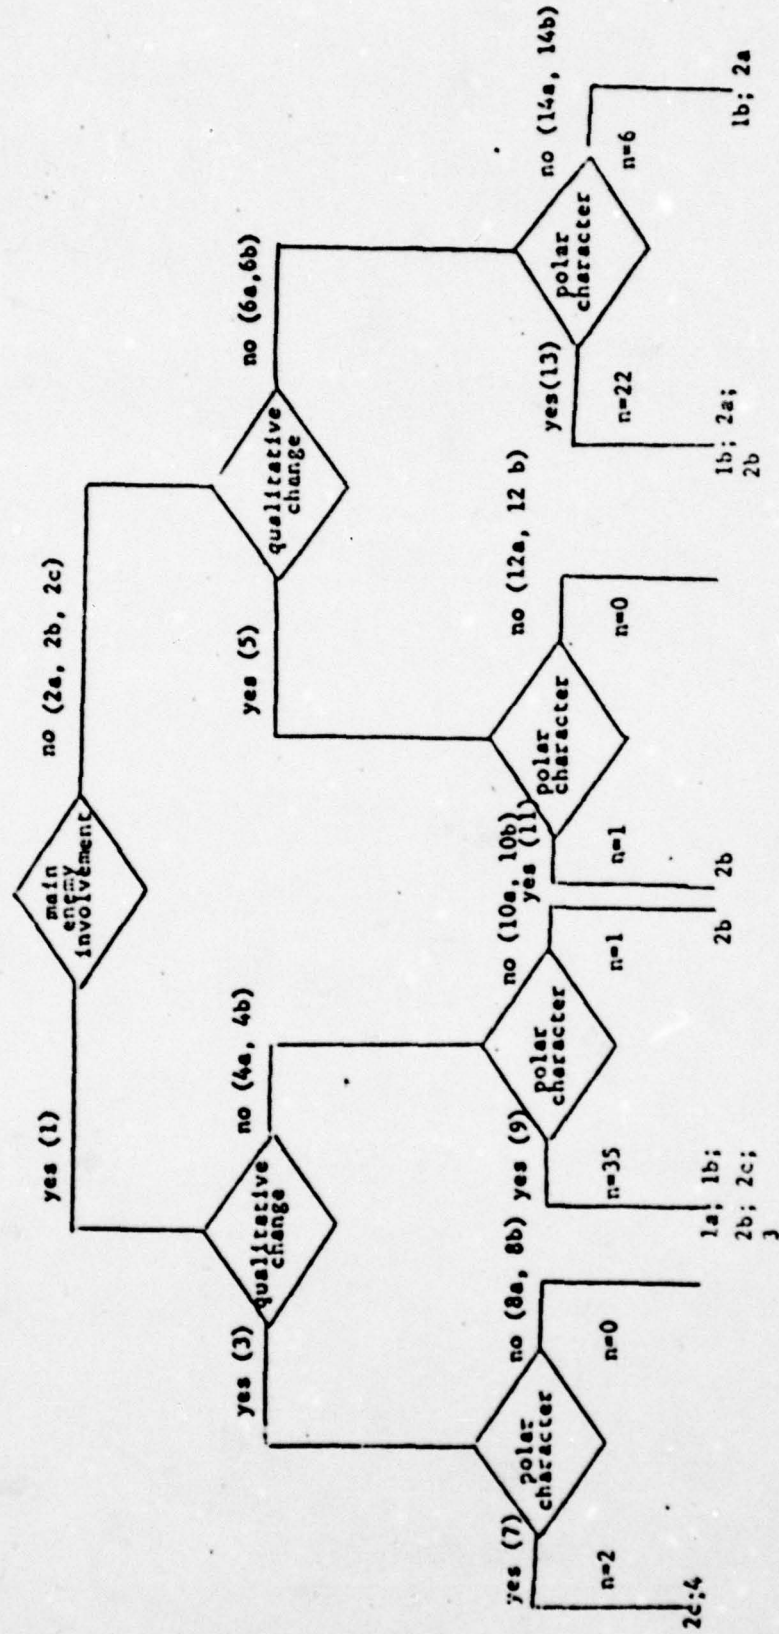 main
enemy
involvement
yes (1)
no (2a, 2b, 2c)
qualitative
change
yes (3)
no (4a, 4b)
qualitative
change
yes (5)
no (6a,6b)
polar
character
yes (7)
no (8a, 8b)
n=2
n=0
2c;4
polar
character
yes (9)
no (10a, 10b)
n=35
n=1
1a; 1b;
2b; 2c;
3
2b
polar
character
yes (11)
no (12a, 12 b)
n=1
n=0
2b
polar
character
yes(13)
no (14a, 14b)
n=22
n=6
1b; 2a;
2b
1b; 2a